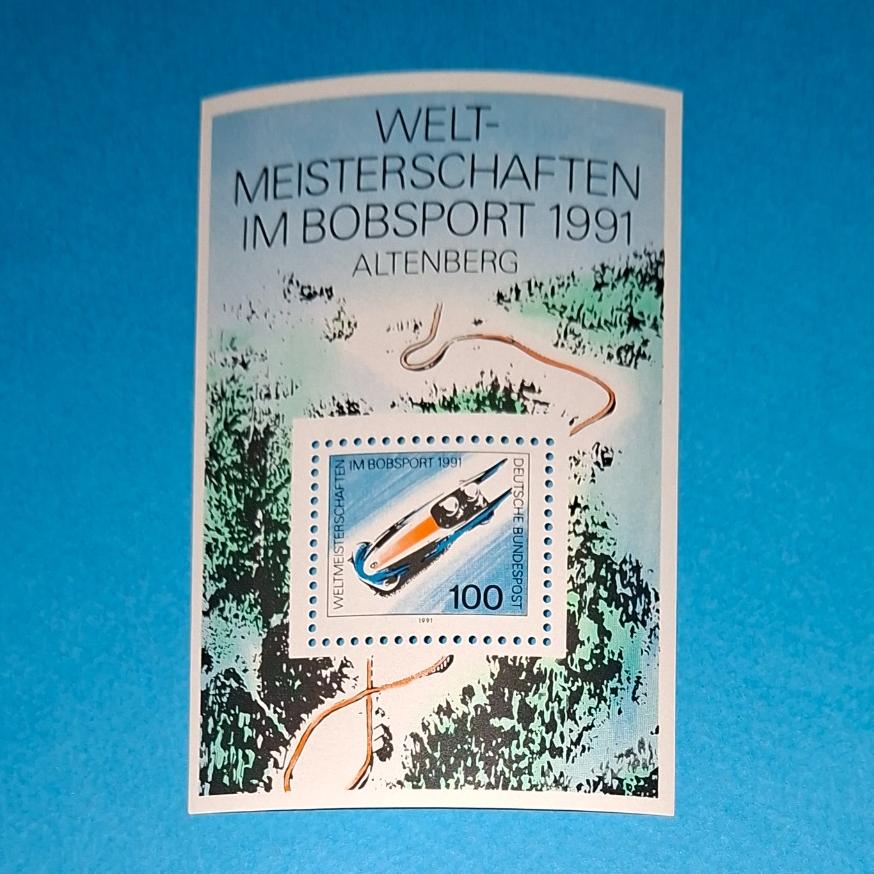 WELT-
MEISTERSCHAFTEN
IM BOBSPORT 1991
ALTENBERG
WELTMEISTERSCHAFTEN
IM BOBSPORT 1991
DEUTSCHE BUNDESPOST
100
1991